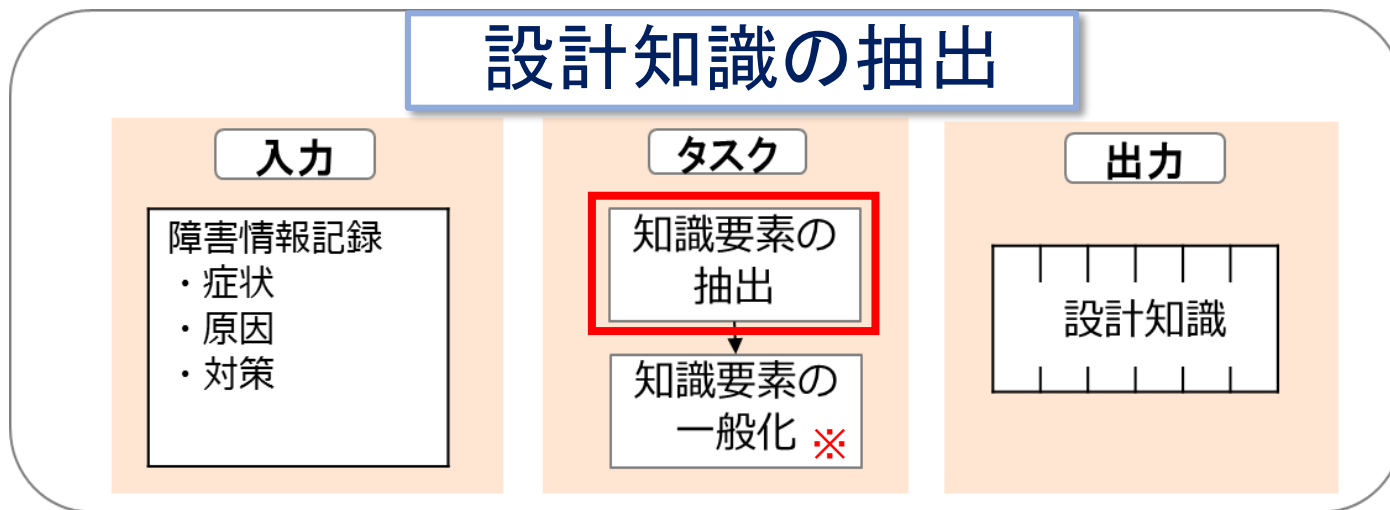 設計知識の抽出
入力
障害情報記録
・症状
・原因
・対策
タスク
知識要素の
抽出
知識要素の
一般化 ※
出力
設計知識